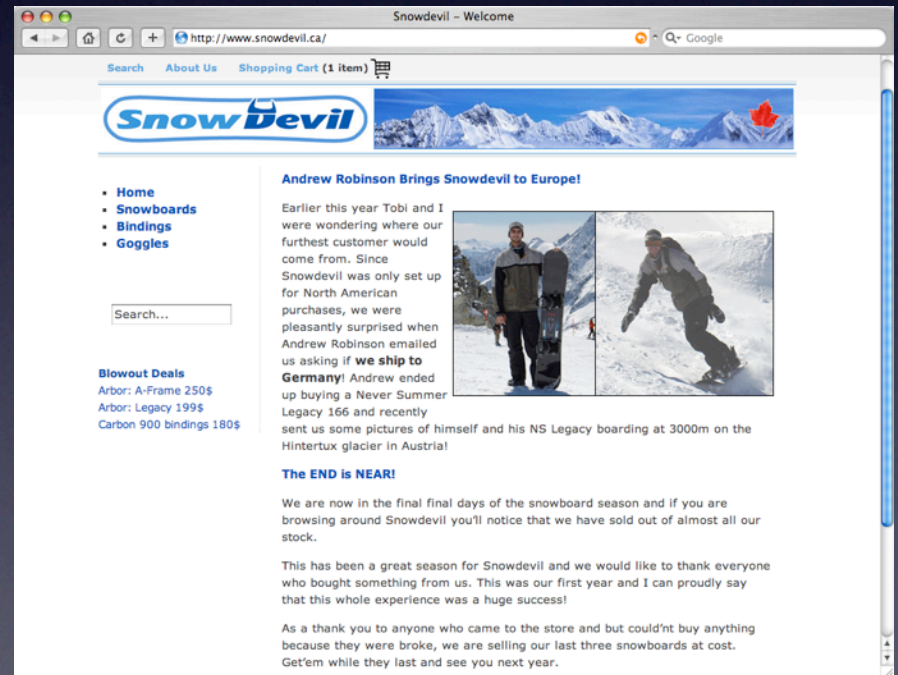 Snowdevil – Welcome
http://www.snowdevil.ca/
Google
Search About Us Shopping Cart (1 item)
Snow Devil
Home
Snowboards
Bindings
Goggles
Search...
Blowout Deals
Arbor: A-Frame 250$
Arbor: Legacy 199$
Carbon 900 bindings 180$
Andrew Robinson Brings Snowdevil to Europe!
Earlier this year Tobi and I
were wondering where our
furthest customer would
come from. Since
Snowdevil was only set up
for North American
purchases, we were
pleasantly surprised when
Andrew Robinson emailed
us asking if we ship to
Germany! Andrew ended
up buying a Never Summer
Legacy 166 and recently
sent us some pictures of himself and his NS Legacy boarding at 3000m on the
Hintertux glacier in Austria!
The END is NEAR!
We are now in the final final days of the snowboard season and if you are
browsing around Snowdevil you'll notice that we have sold out of almost all our
stock.
This has been a great season for Snowdevil and we would like to thank everyone
who bought something from us. This was our first year and I can proudly say
that this whole experience was a huge success!
As a thank you to anyone who came to the store and but could'nt buy anything
because they were broke, we are selling our last three snowboards at cost.
Get'em while they last and see you next year.